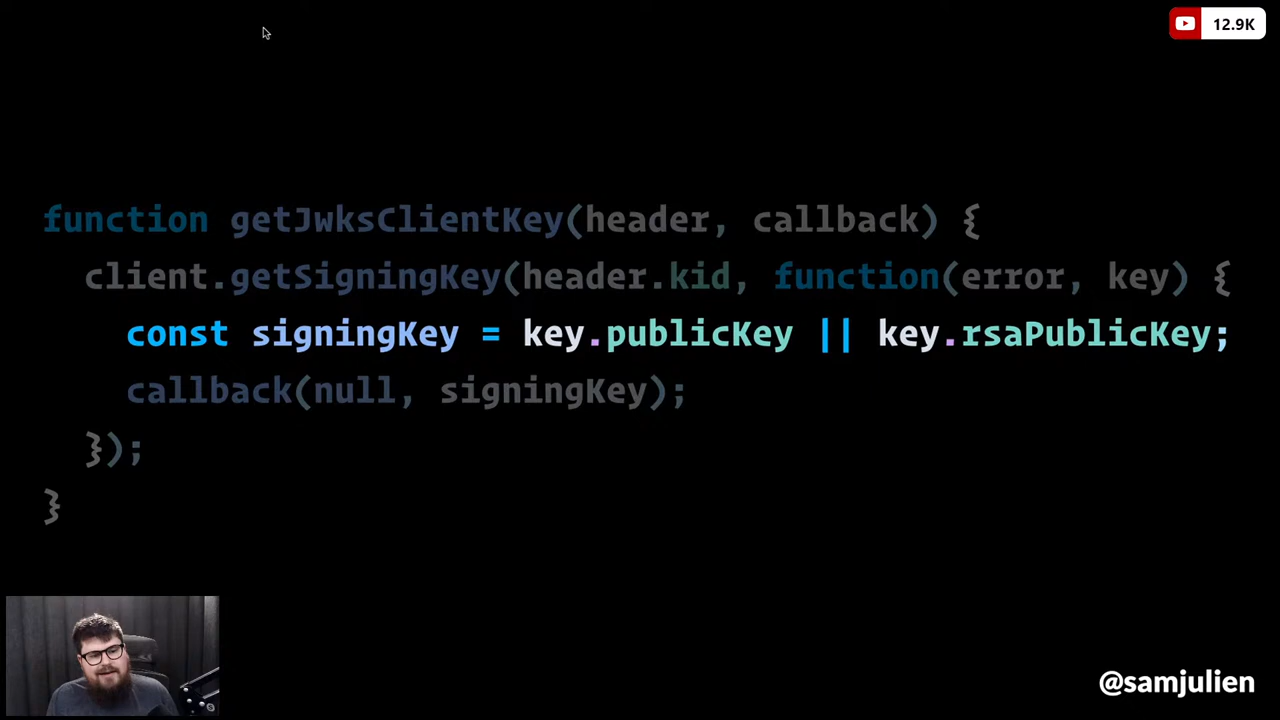 12.9K
function getJwksClientKey(header, callback) {
client.getSigningKey(header.kid, function(error, key) {
const signingKey = key.publicKey || key.rsaPublicKey;
callback(null, signingKey);
});
}
@samjulien